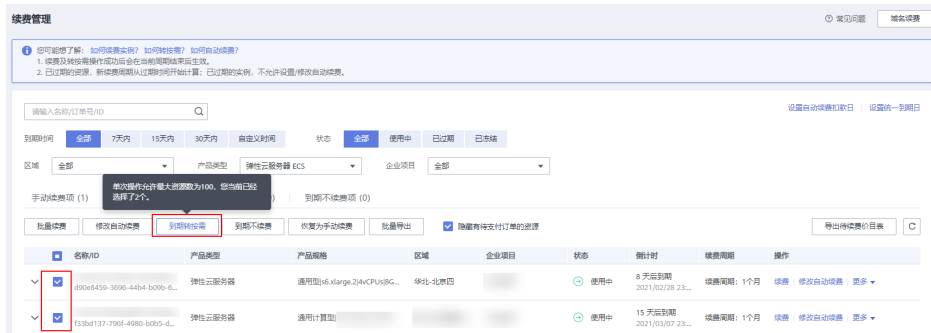 续费管理
常见问题 域名续费
您可能想了解: 如何续费实例? 如何转按需? 如何自动续费?
1. 续费及转按需操作成功后会在当前周期结束后生效。
2. 已过期的资源，新续费周期从过期时间开始计算; 已过期的实例，不允许设置/修改自动续费。
请输入名称/订单号/ID
设置自动续费扣款日 设置统一到期日
到期时间 全部 7天内 15天内 30天内 自定义时间 状态 全部 使用中 已过期 已冻结
区域 全部 产品类型 弹性云服务器 ECS 企业项目 全部
单次操作允许最大资源数为100，您当前已经
选择了2个。
手动续费项 (1) ) 到期不续费项 (0)
批量续费 修改自动续费 到期转按需 到期不续费 恢复为手动续费 批量导出 隐藏有待支付订单的资源 导出待续费价目表
名称/ID 产品类型 产品规格 区域 企业项目 状态 倒计时 续费周期 操作
d90e8459-3696-44b4-b09b-6... 弹性云服务器 通用型|s6.xlarge.2|4vCPUs|8G... 华北-北京四 使用中 8 天后到期 续费周期: 1个月 续费 修改自动续费 更多
2021/02/28 23:...
f33bd137-796f-4980-b0b5-d... 弹性云服务器 通用计算型| 使用中 15 天后到期 续费周期: 1个月 续费 修改自动续费 更多
2021/03/07 23:...